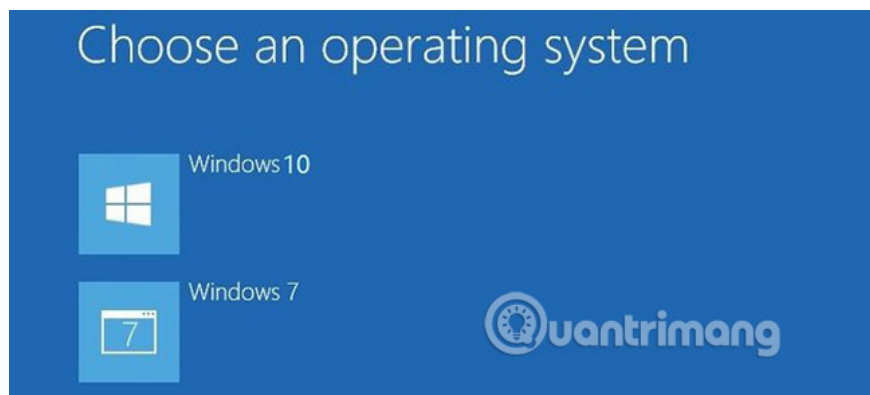 Choose an operating system
Windows 10
Windows 7
7
Quantrimang